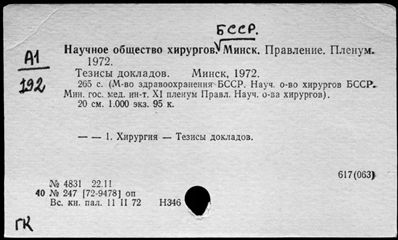 БССР.
Научное общество хирургов. Минск. Правление. Пленум.
1972.
А1
192
Тезисы докладов. Минск, 1972.
265 с. (М-во здравоохранения БССР. Науч. о-во хирургов БССР.
Мин. гос. мед. ин-т. XI пленум Правл. Науч. о-ва хирургов).
20 см. 1.000 экз. 95 к.
— — 1. Хирургия — Тезисы докладов.
617(063)
№ 4831 22.11
40 № 247 [72-9478] оп
Вс. кн. пал. 11 II 72 Н346
ГК